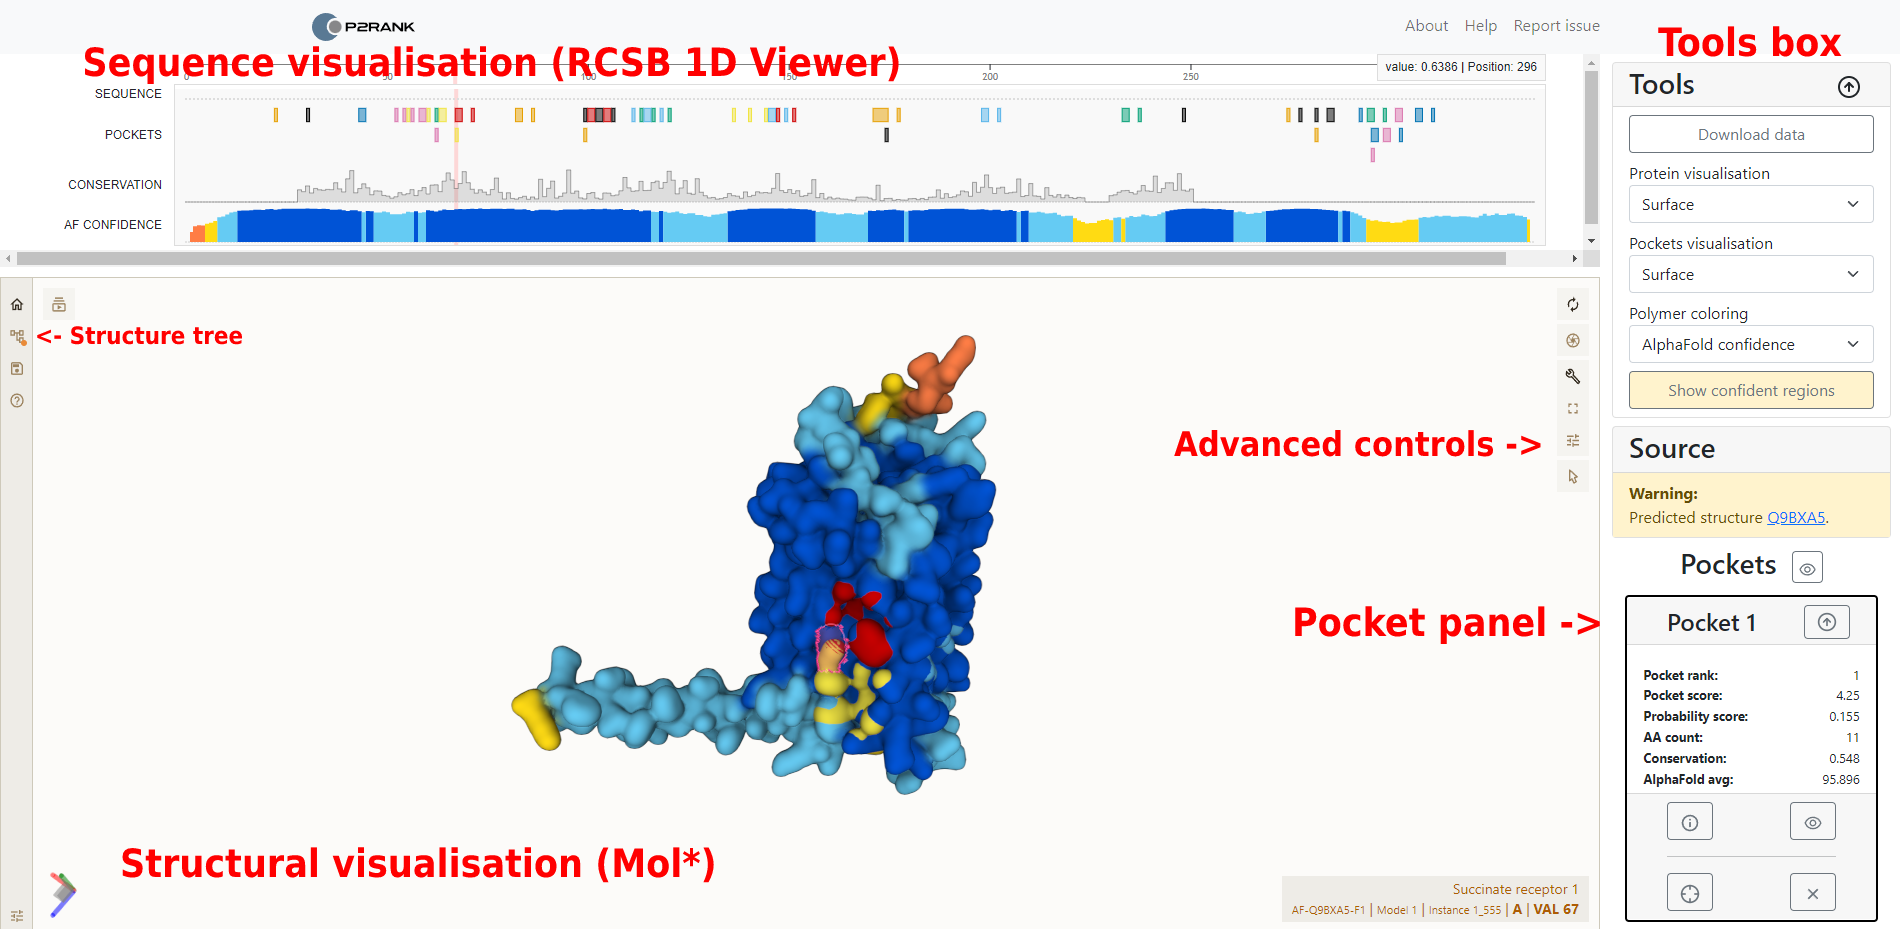 P2RANK
About Help Report issue
Tools box
Sequence visualisation (RCSB 1D Viewer)
0 50 100 150 200 250
value: 0.6386 | Position: 296
SEQUENCE
POCKETS
CONSERVATION
AF CONFIDENCE
Tools
Download data
Protein visualisation
Surface
Pockets visualisation
Surface
Polymer coloring
AlphaFold confidence
Show confident regions
<- Structure tree
Advanced controls ->
Source
Warning:
Predicted structure Q9BXA5.
Pockets
Pocket panel ->
Pocket 1
Pocket rank: 1
Pocket score: 4.25
Probability score: 0.155
AA count: 11
Conservation: 0.548
AlphaFold avg: 95.896
Structural visualisation (Mol*)
Succinate receptor 1
AF-Q9BXA5-F1 | Model 1 | Instance 1_555 | A | VAL 67